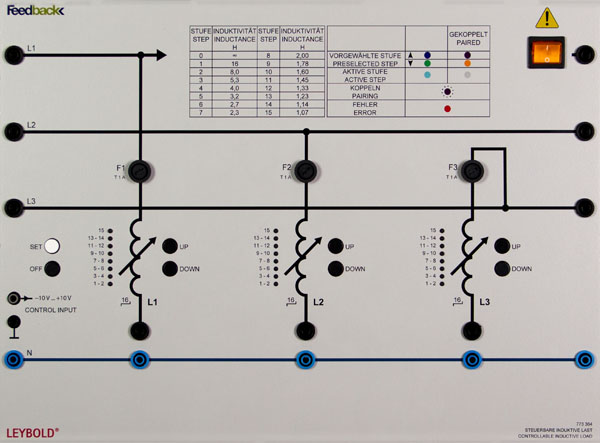 Feedback
L1
STUFE STEP INDUKTIVITÄT INDUCTANCE H STUFE STEP INDUKTIVITÄT INDUCTANCE H
0 ∞ 8 2,00
1 16 9 1,78
2 8,0 10 1,60
3 5,3 11 1,45
4 4,0 12 1,33
5 3,2 13 1,23
6 2,7 14 1,14
7 2,3 15 1,07
GEKOPPELT
PAIRED
VORGEWÄHLTE STUFE
PRESELECTED STEP
AKTIVE STUFE
ACTIVE STEP
KOPPELN
PAIRING
FEHLER
ERROR
L2
F1
T 1 A
F2
T 1 A
F3
T 1 A
L3
15
13 - 14
11 - 12
9 - 10
7 - 8
5 - 6
3 - 4
1 - 2
UP
DOWN
16
L1
15
13 - 14
11 - 12
9 - 10
7 - 8
5 - 6
3 - 4
1 - 2
UP
DOWN
16
L2
15
13 - 14
11 - 12
9 - 10
7 - 8
5 - 6
3 - 4
1 - 2
UP
DOWN
16
L3
SET
OFF
–10 V ... +10 V
CONTROL INPUT
N
LEYBOLD®
773 364
STEUERBARE INDUKTIVE LAST
CONTROLLABLE INDUCTIVE LOAD